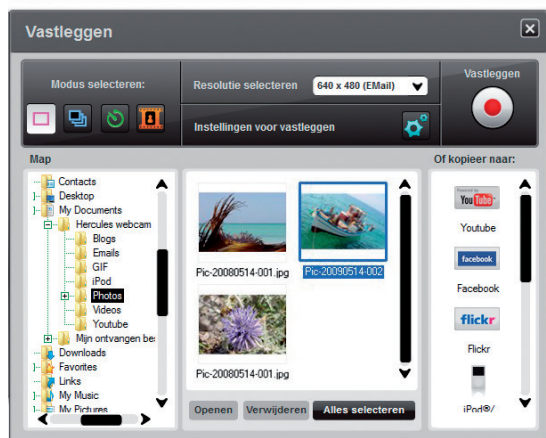 Vastleggen
Modus selecteren:
Resolutie selecteren
640 x 480 (EMail)
Vastleggen
Instellingen voor vastleggen
Map
Of kopieer naar:
Contacts
Desktop
My Documents
Hercules webcam
Blogs
Emails
GIF
iPod
Photos
Videos
Youtube
Mijn ontvangen be
Downloads
Favorites
Links
My Music
My Pictures
Pic-20080514-001.jpg
Pic-20090514-002
Pic-20080514-001.jpg
Openen
Verwijderen
Alles selecteren
You Tube
Youtube
facebook
Facebook
flickr
Flickr
iPod®/